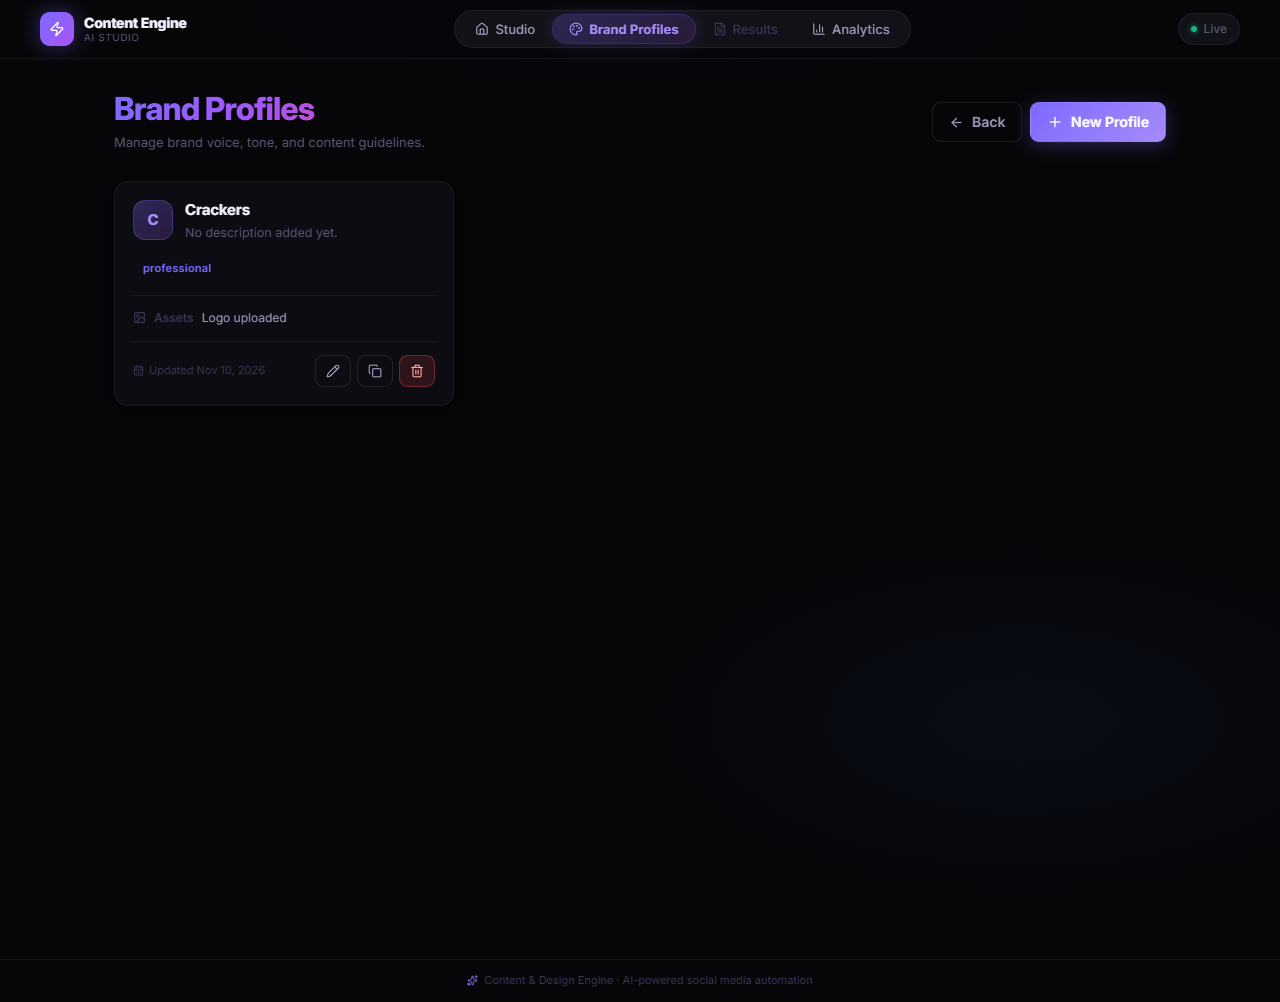 Content Engine
AI STUDIO
Studio
Brand Profiles
Results
Analytics
Live
Brand Profiles
Manage brand voice, tone, and content guidelines.
Back
New Profile
C
Crackers
No description added yet.
professional
Assets Logo uploaded
Updated Nov 10, 2026
Content & Design Engine · AI-powered social media automation